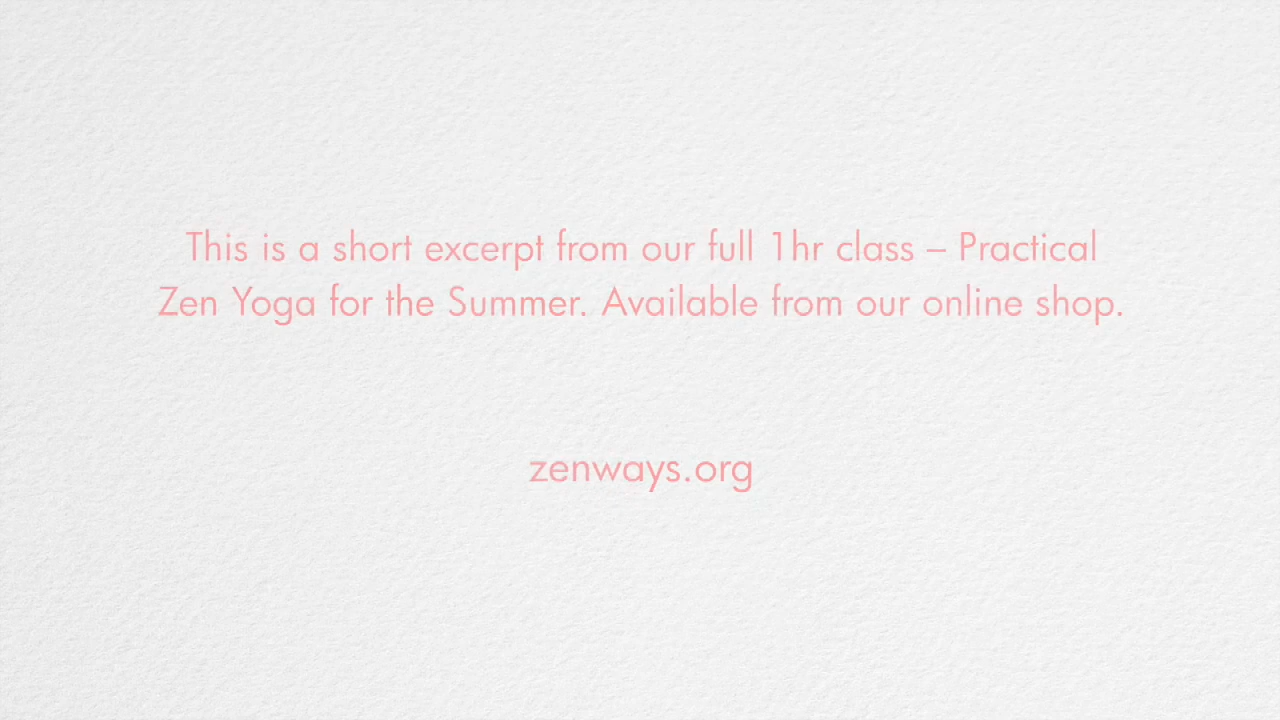 This is a short excerpt from our full 1hr class – Practical
Zen Yoga for the Summer. Available from our online shop.
zenways.org